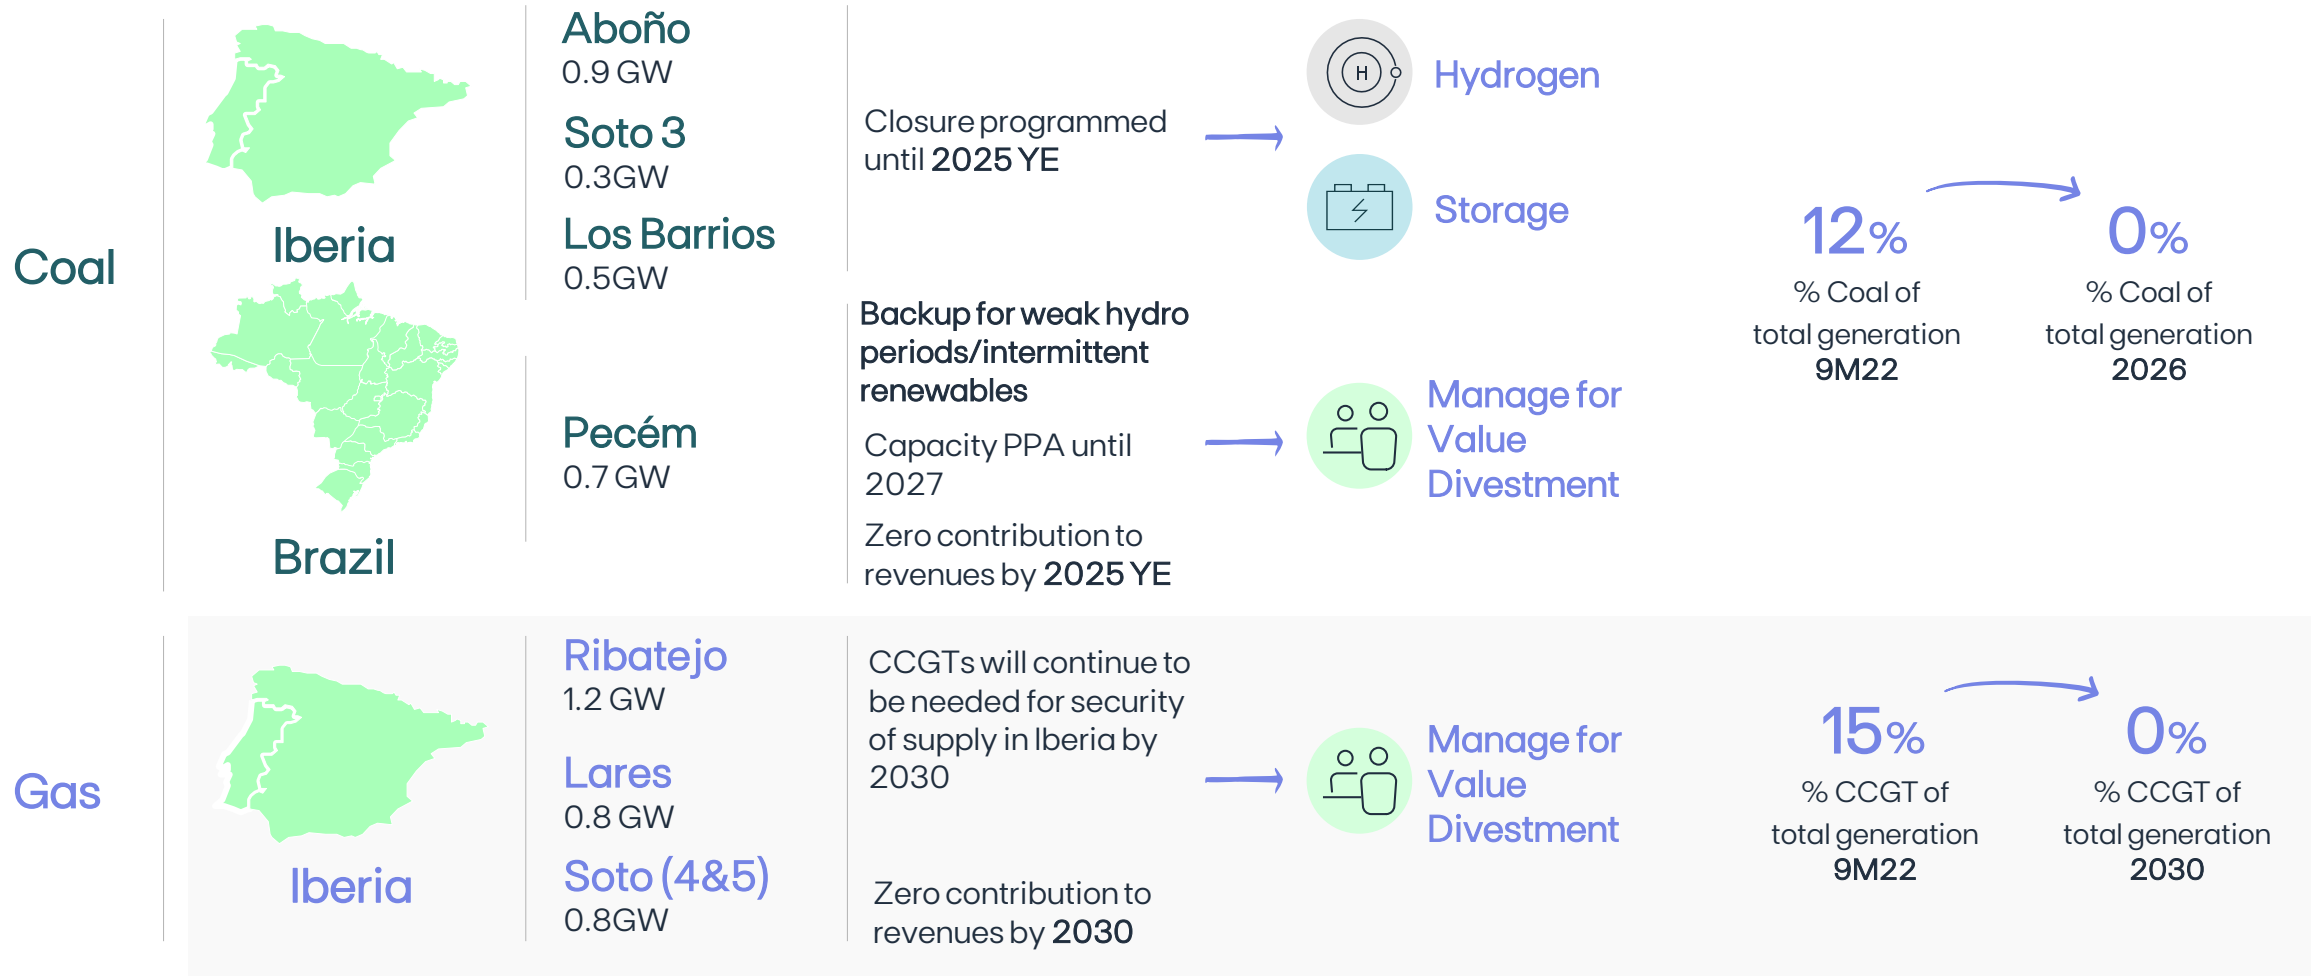 Coal
Iberia
Aboño
0.9 GW
Soto 3
0.3GW
Los Barrios
0.5GW
Closure programmed
until 2025 YE
H
Hydrogen
Storage
Brazil
Pecém
0.7 GW
Backup for weak hydro
periods/intermittent
renewables
Capacity PPA until
2027
Zero contribution to
revenues by 2025 YE
Manage for
Value
Divestment
12%
% Coal of
total generation
9M22
0%
% Coal of
total generation
2026
Gas
Iberia
Ribatejo
1.2 GW
Lares
0.8 GW
Soto (4&5)
0.8GW
CCGTs will continue to
be needed for security
of supply in Iberia by
2030
Zero contribution to
revenues by 2030
Manage for
Value
Divestment
15%
% CCGT of
total generation
9M22
0%
% CCGT of
total generation
2030